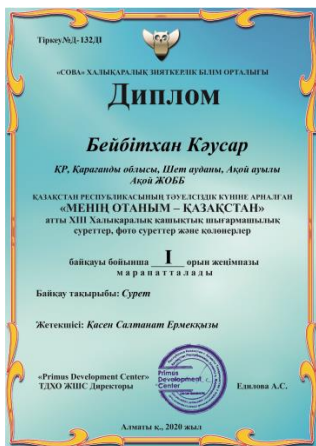 Тіркеу№Д-132ДІ
«СОВА» ХАЛЫҚАРАЛЫҚ ЗИЯТКЕРЛІК БІЛІМ ОРТАЛЫҒЫ
Диплом
Бейбітхан Кәусар
ҚР, Қарағанды облысы, Шет ауданы, Ақой ауылы
Ақой ЖОББ
ҚАЗАҚСТАН РЕСПУБЛИКАСЫНЫҢ ТӘУЕЛСІЗДІК КҮНІНЕ АРНАЛҒАН
«МЕНІҢ ОТАНЫМ – ҚАЗАҚСТАН»
атты XIII Халықаралық қашықтық шығармашылық
суреттер, фото суреттер және қолөнерлер
байқауы бойынша I орын жеңімпазы
марапатталады
Байқау тақырыбы: Сурет
Жетекшісі: Қасен Салтанат Ермекқызы
«Primus Development Center»
ТДХО ЖШС Директоры
Primus
Development
Center
Едилова А.С.
Алматы қ., 2020 жыл